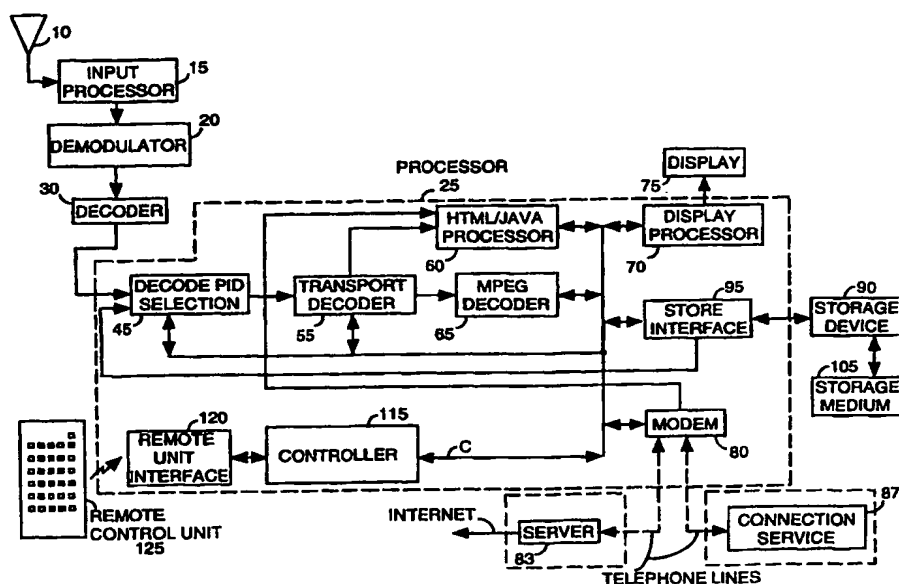 10
INPUT
PROCESSOR
15
20
DEMODULATOR
30
DECODER
PROCESSOR
25
75
DISPLAY
HTML/JAVA
PROCESSOR
60
DISPLAY
PROCESSOR
70
DECODE PID
SELECTION
45
TRANSPORT
DECODER
55
MPEG
DECODER
65
95
STORE
INTERFACE
90
STORAGE
DEVICE
105
STORAGE
MEDIUM
120
REMOTE
UNIT
INTERFACE
115
CONTROLLER
C
MODEM
80
REMOTE
CONTROL UNIT
125
INTERNET
SERVER
83
87
CONNECTION
SERVICE
TELEPHONE LINES